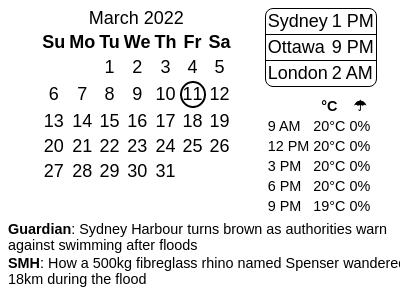 March 2022
Su Mo Tu We Th Fr Sa
1 2 3 4 5
6 7 8 9 10 11 12
13 14 15 16 17 18 19
20 21 22 23 24 25 26
27 28 29 30 31
Sydney 1 PM
Ottawa 9 PM
London 2 AM
°C ☂
9 AM 20°C 0%
12 PM 20°C 0%
3 PM 20°C 0%
6 PM 20°C 0%
9 PM 19°C 0%
Guardian: Sydney Harbour turns brown as authorities warn
against swimming after floods
SMH: How a 500kg fibreglass rhino named Spenser wandere
18km during the flood